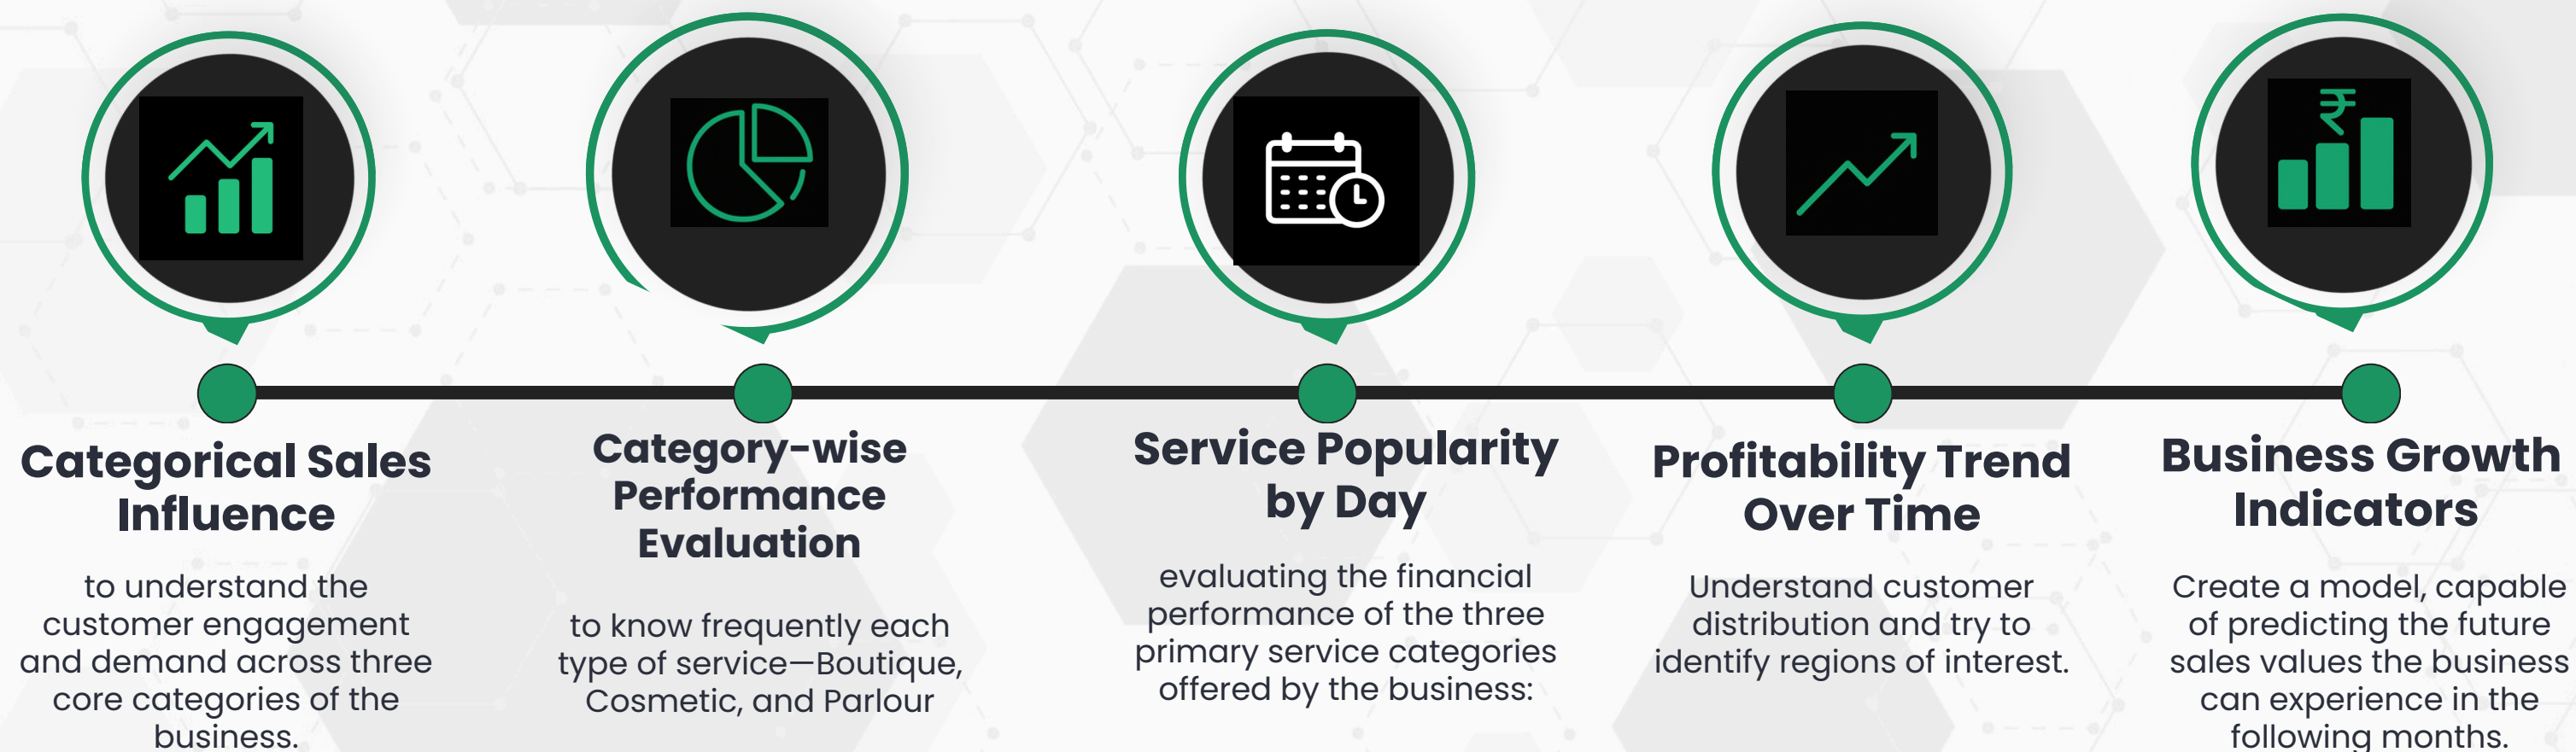 ₹
Categorical Sales
Influence
to understand the
customer engagement
and demand across three
core categories of the
business.
Category-wise
Performance
Evaluation
to know frequently each
type of service—Boutique,
Cosmetic, and Parlour
Service Popularity
by Day
evaluating the financial
performance of the three
primary service categories
offered by the business:
Profitability Trend
Over Time
Understand customer
distribution and try to
identify regions of interest.
Business Growth
Indicators
Create a model, capable
of predicting the future
sales values the business
can experience in the
following months.